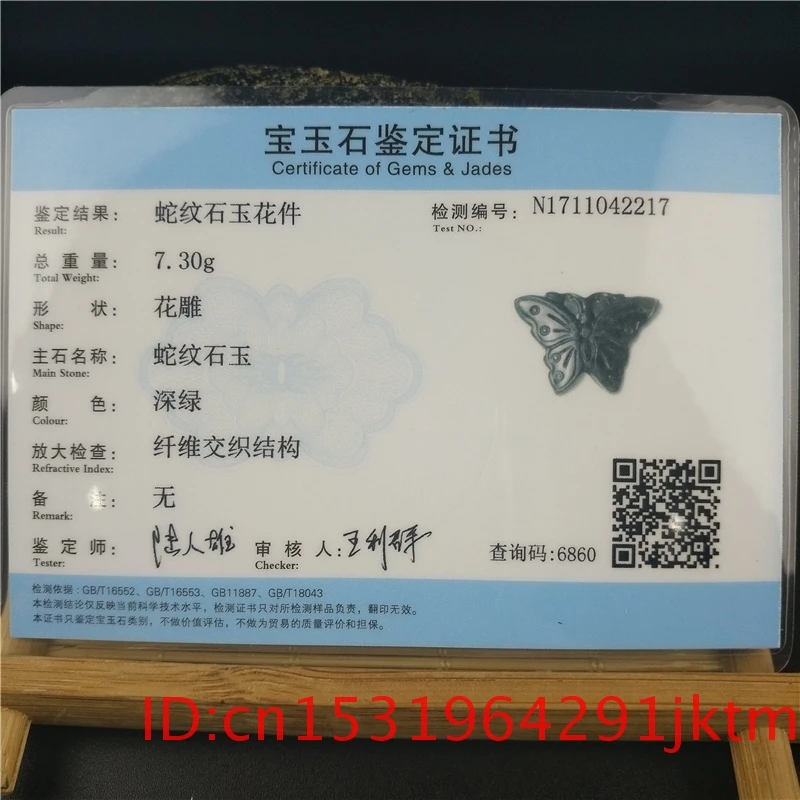 宝玉石鉴定证书
Certificate of Gems & Jades
鉴定结果： 蛇纹石玉花件
Result:
检测编号： N1711042217
Test NO.:
总重量： 7.30g
Total Weight:
形状： 花雕
Shape:
主石名称： 蛇纹石玉
Main Stone:
颜色： 深绿
Colour:
放大检查： 纤维交织结构
Refractive Index:
备注： 无
Remark:
鉴定师：
Tester:
审核人： 王利群
Checker:
查询码:6860
检测依据：GB/T16552、GB/T16553、GB11887、GB/T18043
本检测结论仅反映当前科学技术水平，检测证书只对所检测样品负责，翻印无效。
本证书只鉴定宝玉石类别，不做价值评估，不做为贸易的质量评价和担保。
ID:cn1531964291jktm